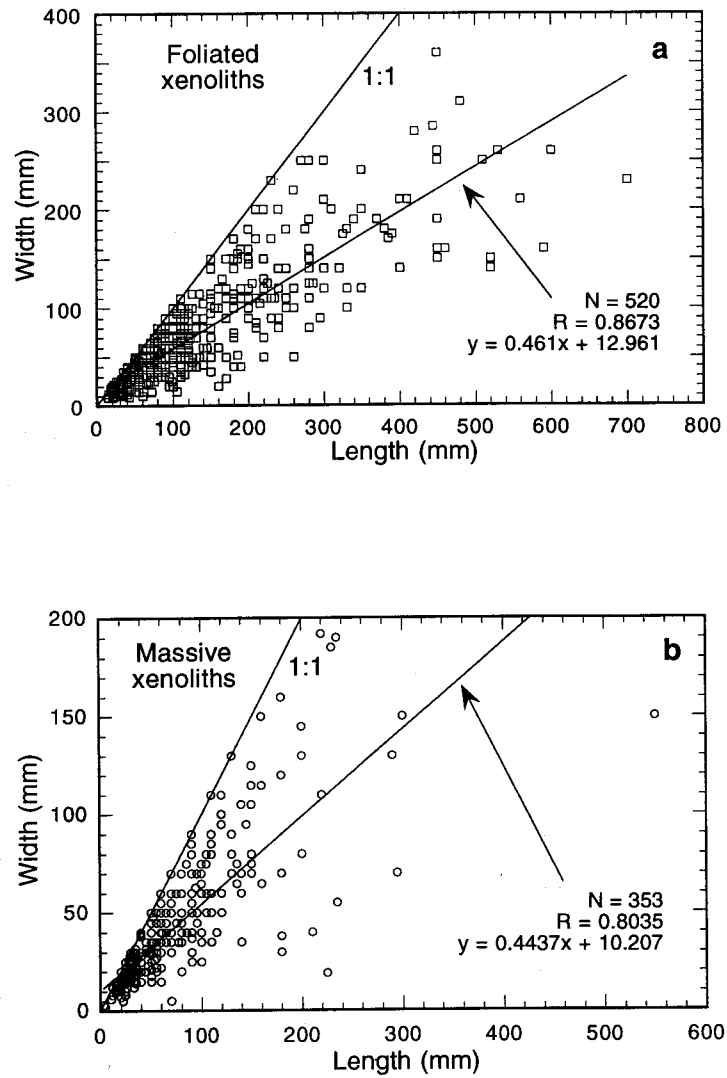 400
300
200
100
0
Width (mm)
Foliated
xenoliths
1:1
a
N = 520
R = 0.8673
y = 0.461x + 12.961
0 100 200 300 400 500 600 700 800
Length (mm)
200
150
100
50
0
Width (mm)
Massive
xenoliths
1:1
b
N = 353
R = 0.8035
y = 0.4437x + 10.207
0 100 200 300 400 500 600
Length (mm)